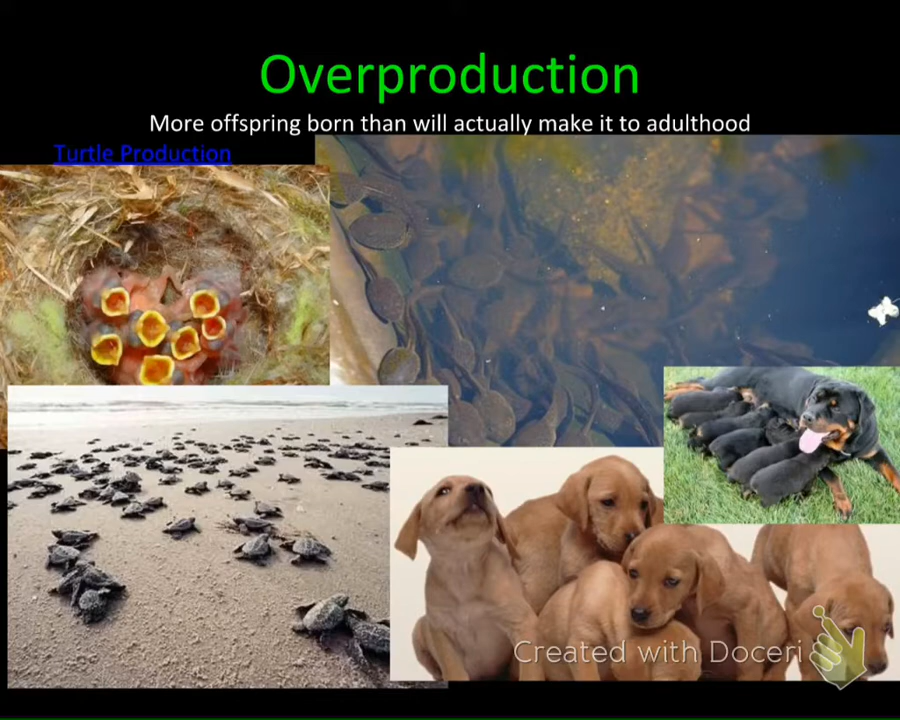 Overproduction
More offspring born than will actually make it to adulthood
Turtle Production
Created with Doceri